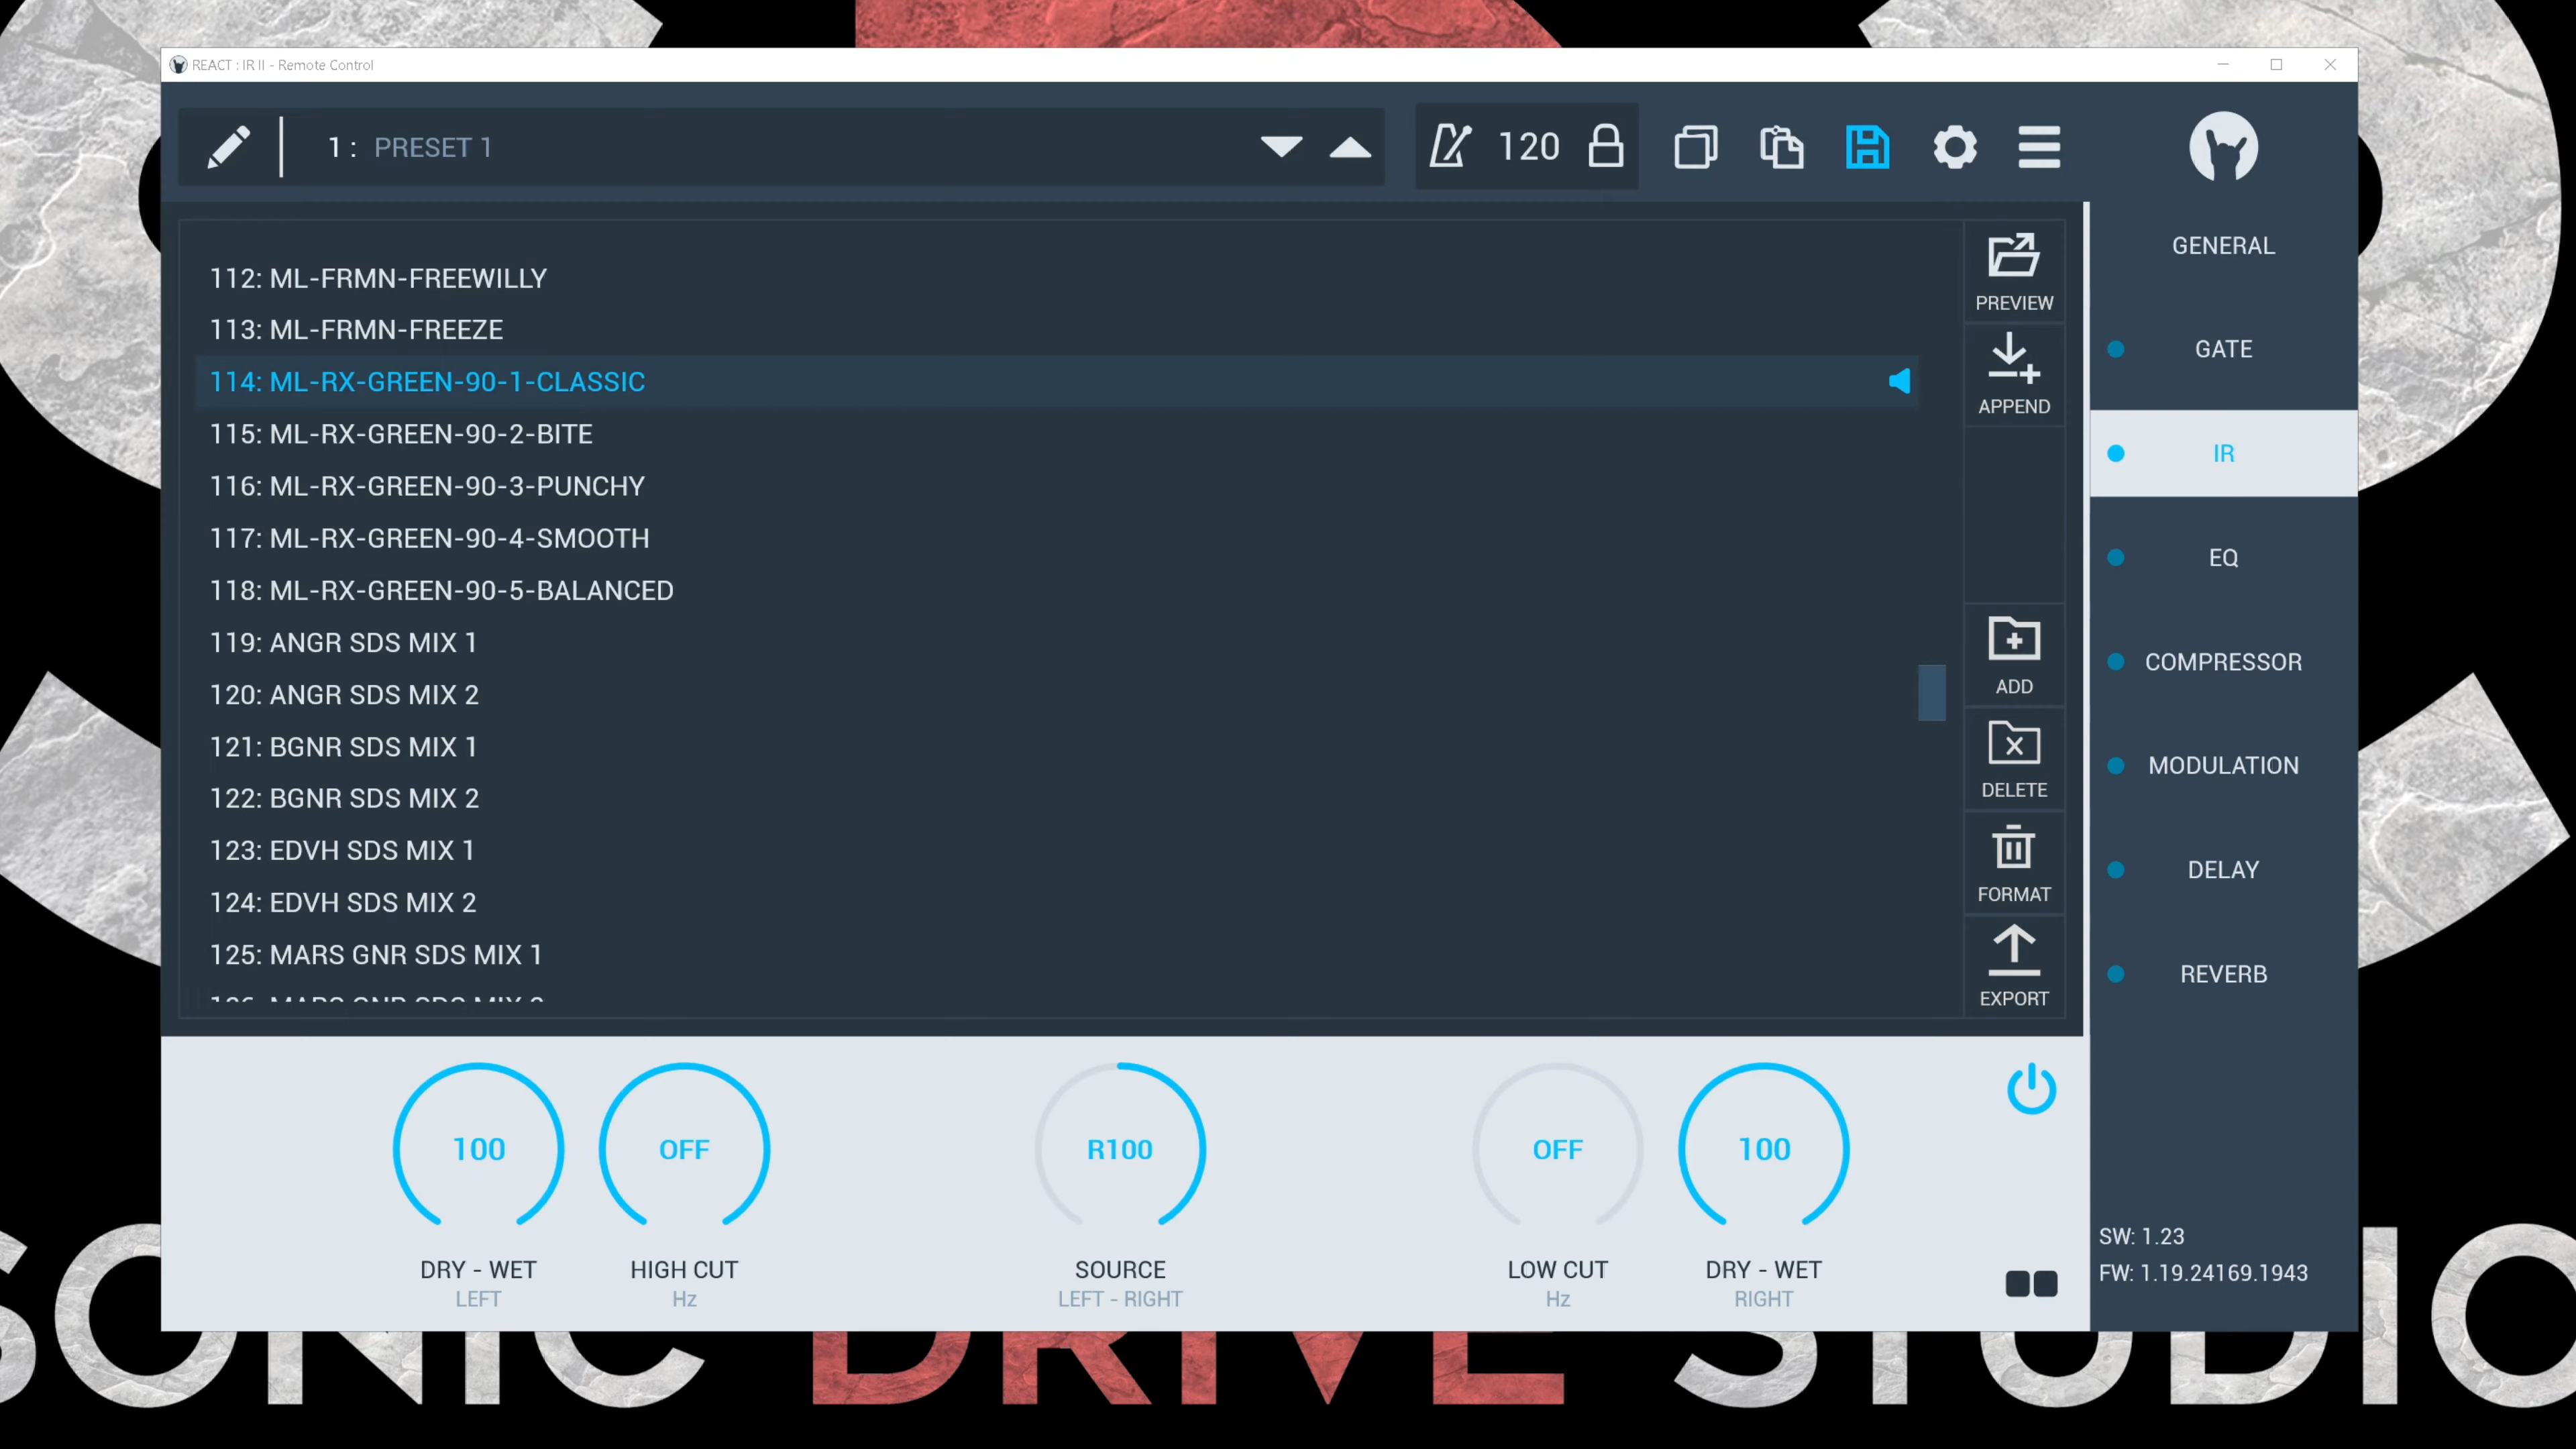 REACT : IR II - Remote Control
1 : PRESET 1
120
112: ML-FRMN-FREEWILLY
113: ML-FRMN-FREEZE
114: ML-RX-GREEN-90-1-CLASSIC
115: ML-RX-GREEN-90-2-BITE
116: ML-RX-GREEN-90-3-PUNCHY
117: ML-RX-GREEN-90-4-SMOOTH
118: ML-RX-GREEN-90-5-BALANCED
119: ANGR SDS MIX 1
120: ANGR SDS MIX 2
121: BGNR SDS MIX 1
122: BGNR SDS MIX 2
123: EDVH SDS MIX 1
124: EDVH SDS MIX 2
125: MARS GNR SDS MIX 1
126: MARS GNR SDS MIX 2
PREVIEW
APPEND
ADD
DELETE
FORMAT
EXPORT
GENERAL
GATE
IR
EQ
COMPRESSOR
MODULATION
DELAY
REVERB
100
OFF
R100
OFF
100
DRY - WET
HIGH CUT
SOURCE
LOW CUT
DRY - WET
LEFT
Hz
LEFT - RIGHT
Hz
RIGHT
SW: 1.23
FW: 1.19.24169.1943
SONIC DRIVE STUDIO